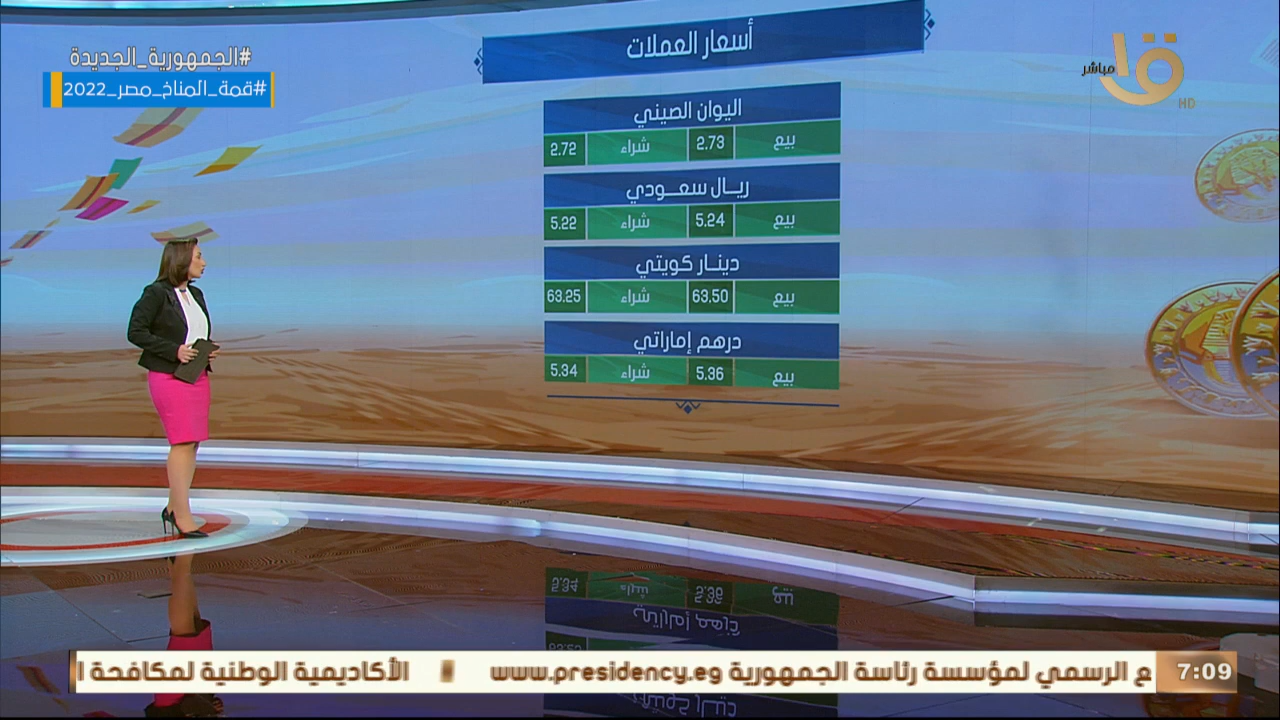 #الجمهورية_الجديدة
#قمة_المناخ_مصر_2022
مباشر
HD
أسعار العملات
اليوان الصيني
بيع 2.73 شراء 2.72
ريال سعودي
بيع 5.24 شراء 5.22
دينار كويتي
بيع 63.50 شراء 63.25
درهم إماراتي
بيع 5.36 شراء 5.34
7:09
ع الرسمي لمؤسسة رئاسة الجمهورية www.presidency.eg الأكاديمية الوطنية لمكافحة ا